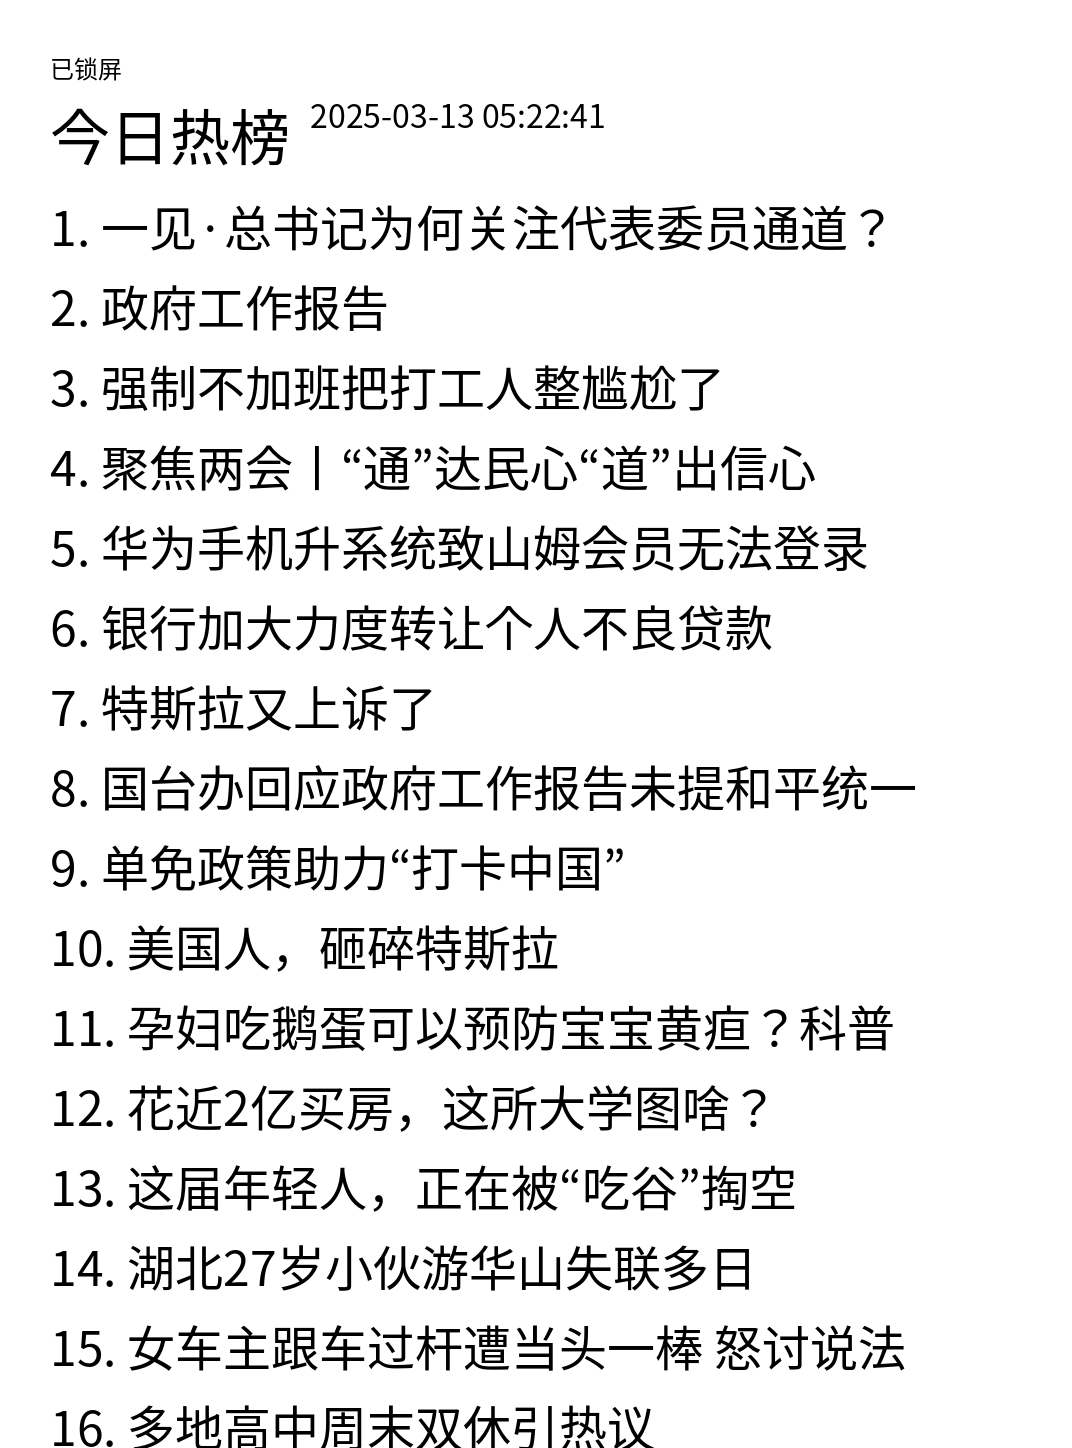 已锁屏
今日热榜 2025-03-13 05:22:41
1. 一见·总书记为何关注代表委员通道？
2. 政府工作报告
3. 强制不加班把打工人整尴尬了
4. 聚焦两会丨“通”达民心“道”出信心
5. 华为手机升系统致山姆会员无法登录
6. 银行加大力度转让个人不良贷款
7. 特斯拉又上诉了
8. 国台办回应政府工作报告未提和平统一
9. 单免政策助力“打卡中国”
10. 美国人，砸碎特斯拉
11. 孕妇吃鹅蛋可以预防宝宝黄疸？科普
12. 花近2亿买房，这所大学图啥？
13. 这届年轻人，正在被“吃谷”掏空
14. 湖北27岁小伙游华山失联多日
15. 女车主跟车过杆遭当头一棒 怒讨说法
16. 多地高中周末双休引热议